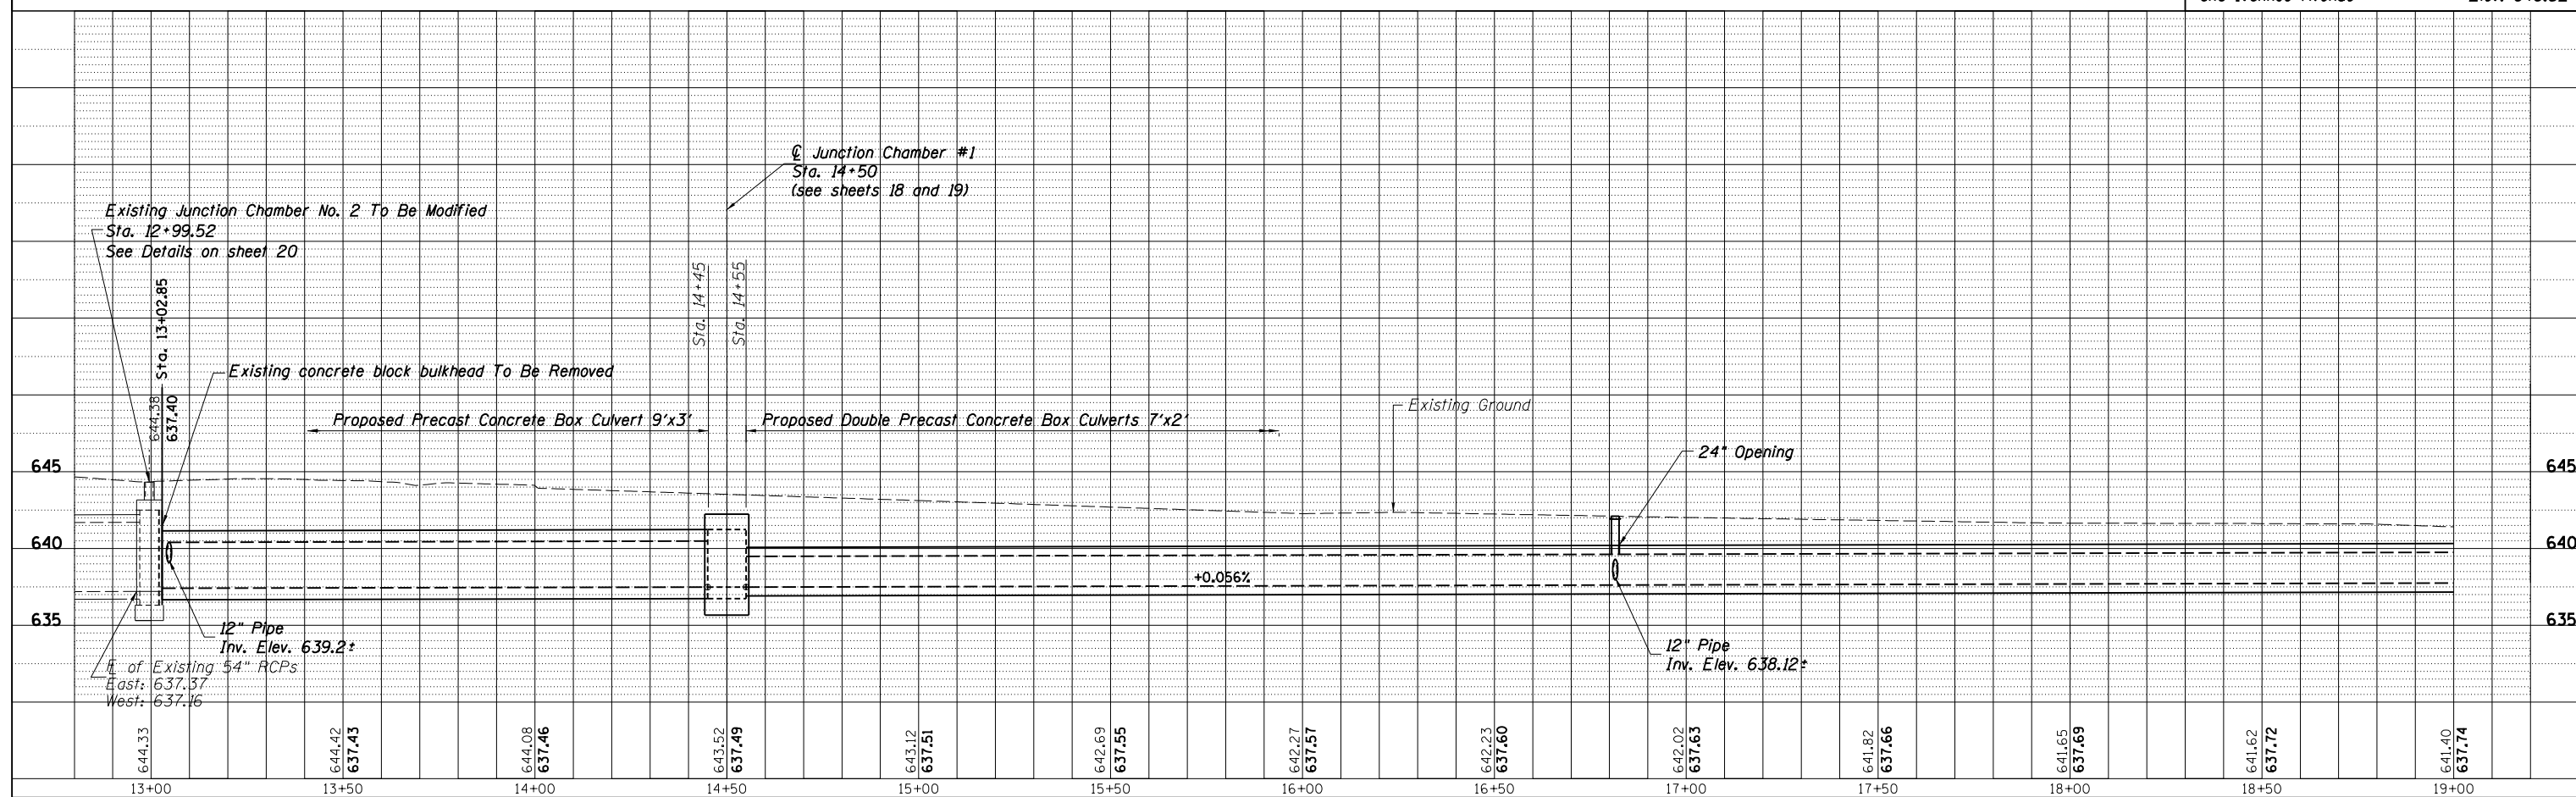 ℄ Junction Chamber #1
Sta. 14+50
(see sheets 18 and 19)
Existing Junction Chamber No. 2 To Be Modified
Sta. 12+99.52
See Details on sheet 20
Sta. 13+02.85
644.38
637.40
Sta. 14+45
Sta. 14+55
Existing concrete block bulkhead To Be Removed
Proposed Precast Concrete Box Culvert 9'x3'
Proposed Double Precast Concrete Box Culverts 7'x2'
Existing Ground
24" Opening
645
645
640
640
+0.056%
635
635
12" Pipe
Inv. Elev. 639.2±
of Existing 54" RCPs
East: 637.37
West: 637.16
12" Pipe
Inv. Elev. 638.12±
644.33
644.42 637.43
644.08 637.46
643.52 637.49
643.12 637.51
642.69 637.55
642.27 637.57
642.23 637.60
642.02 637.63
641.82 637.66
641.65 637.69
641.62 637.72
641.40 637.74
13+00 13+50 14+00 14+50 15+00 15+50 16+00 16+50 17+00 17+50 18+00 18+50 19+00